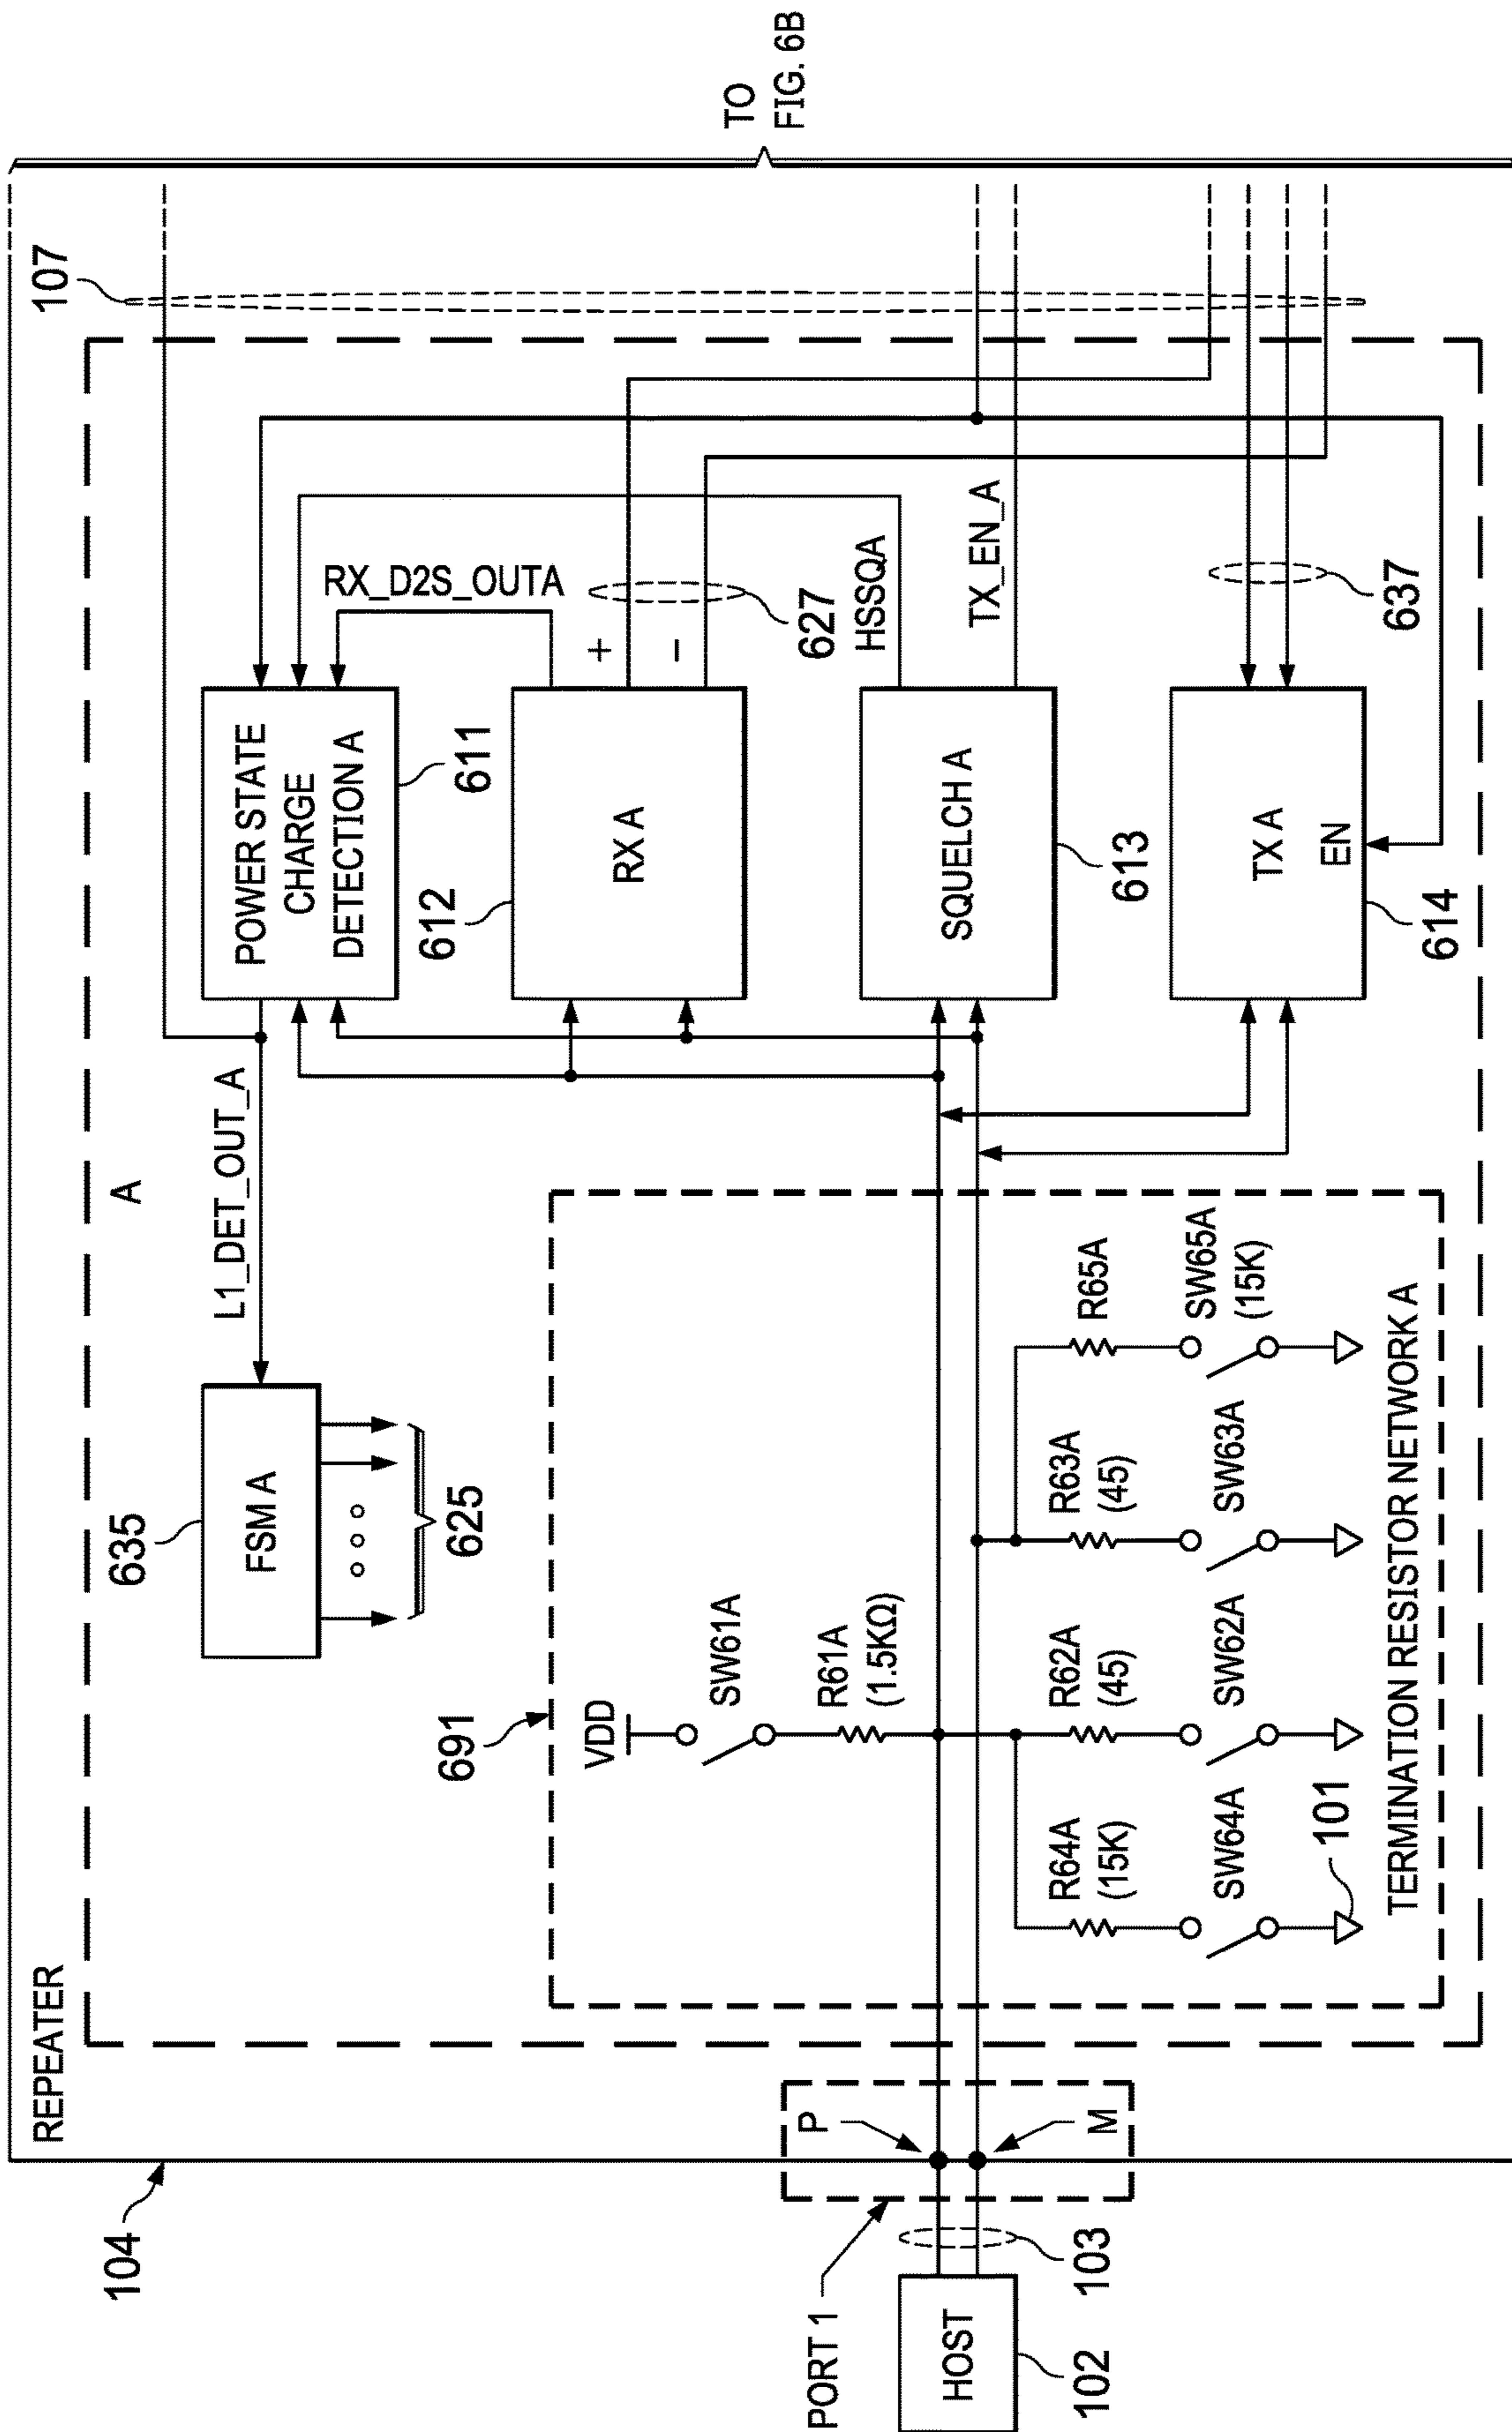 REPEATER
104
A
107
TO
FIG. 6B
635
FSM A
625
L1_DET_OUT_A
POWER STATE
CHARGE
DETECTION A
611
RX_D2S_OUTA
612
RX A
+
−
627
HSSQA
691
VDD
SW61A
R61A
(1.5KΩ)
SQUELCH A
613
TX_EN_A
PORT 1
P
M
HOST
102
103
R64A
(15K)
SW64A
101
R62A
(45)
SW62A
R63A
(45)
SW63A
R65A
SW65A
(15K)
TERMINATION RESISTOR NETWORK A
TX A
EN
614
637